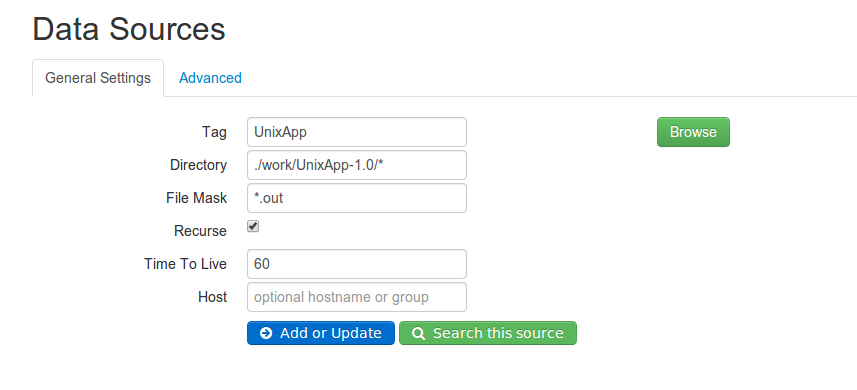 Data Sources
General Settings Advanced
Tag UnixApp Browse
Directory ./work/UnixApp-1.0/*
File Mask *.out
Recurse
Time To Live 60
Host optional hostname or group
Add or Update Search this source